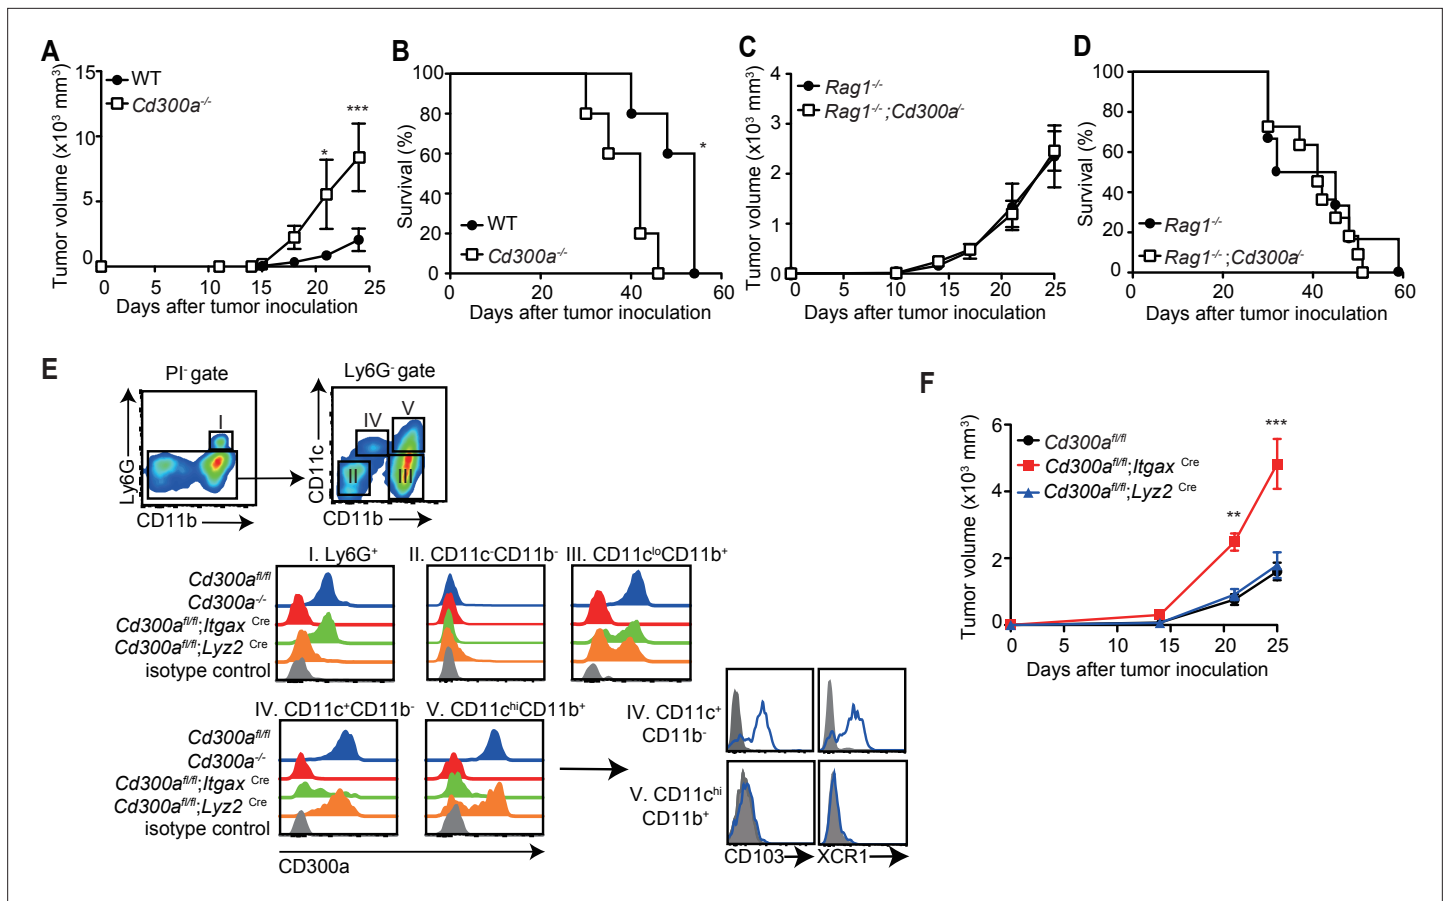 A
Tumor volume (x10³ mm³)
15
10
5
0
WT
Cd300a-/-
*
***
0 5 10 15 20 25
Days after tumor inoculation
B
Survival (%)
100
80
60
40
20
0
WT
Cd300a-/-
*
0 20 40 60
Days after tumor inoculation
C
Tumor volume (x10³ mm³)
4
3
2
1
0
Rag1-/-
Rag1-/-;Cd300a-/-
0 5 10 15 20 25
Days after tumor inoculation
D
Survival (%)
100
80
60
40
20
0
Rag1-/-
Rag1-/-;Cd300a-/-
0 20 40 60
Days after tumor inoculation
E
PI- gate
Ly6G
I
CD11b
Ly6G- gate
CD11c
IV
V
II
III
CD11b
I. Ly6G+
II. CD11c-CD11b-
III. CD11cloCD11b+
Cd300afl/fl
Cd300a-/-
Cd300afl/fl;Itgax Cre
Cd300afl/fl;Lyz2 Cre
isotype control
IV. CD11c+CD11b-
V. CD11chiCD11b+
Cd300afl/fl
Cd300a-/-
Cd300afl/fl;Itgax Cre
Cd300afl/fl;Lyz2 Cre
isotype control
CD300a
IV. CD11c+
CD11b-
V. CD11chi
CD11b+
CD103
XCR1
F
Tumor volume (x10³ mm³)
6
4
2
0
Cd300afl/fl
Cd300afl/fl;Itgax Cre
Cd300afl/fl;Lyz2 Cre
**
***
0 5 10 15 20 25
Days after tumor inoculation